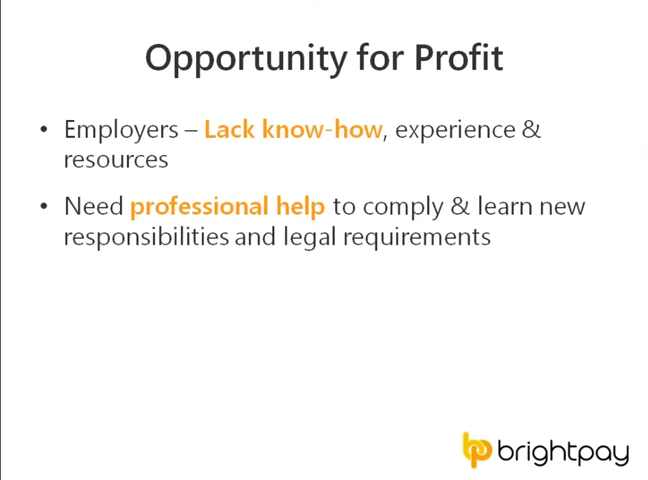 Opportunity for Profit
• Employers – Lack know-how, experience &
resources
• Need professional help to comply & learn new
responsibilities and legal requirements
brightpay